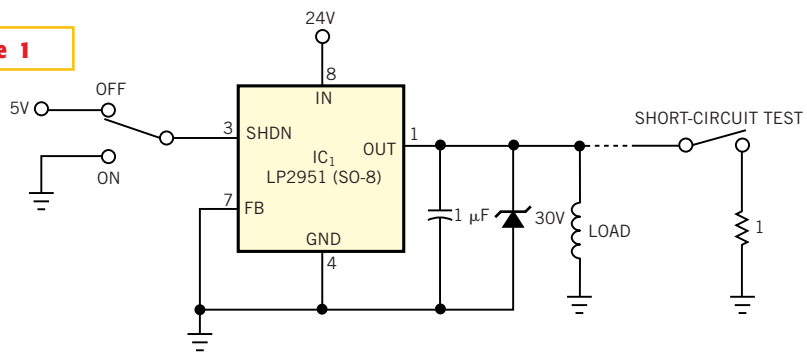 e 1
24V
8
IN
OFF
5V
3
SHDN
ON
IC1
LP2951 (SO-8)
OUT
1
7
FB
GND
4
1 μF
30V
LOAD
SHORT-CIRCUIT TEST
1